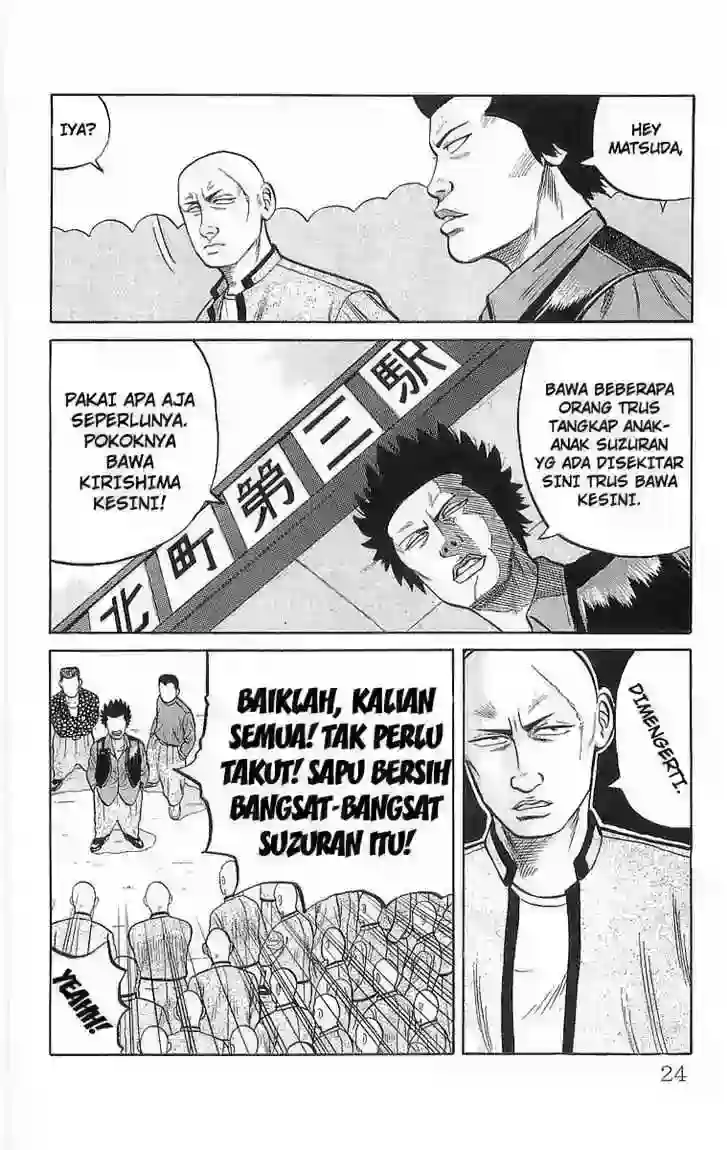 HEY
MATSUDA,
IYA?
BAWA BEBERAPA
ORANG TRUS
TANGKAP ANAK-
ANAK SUZURAN
YG ADA DISEKITAR
SINI TRUS BAWA
KESINI.
PAKAI APA AJA
SEPERLUNYA.
POKOKNYA
BAWA
KIRISHIMA
KESINI!
北町第三駅
DIMENGERTI.
BAIKLAH, KALIAN
SEMUA! TAK PERLU
TAKUT! SAPU BERSIH
BANGSAT-BANGSAT
SUZURAN ITU!
YEAHH!
24